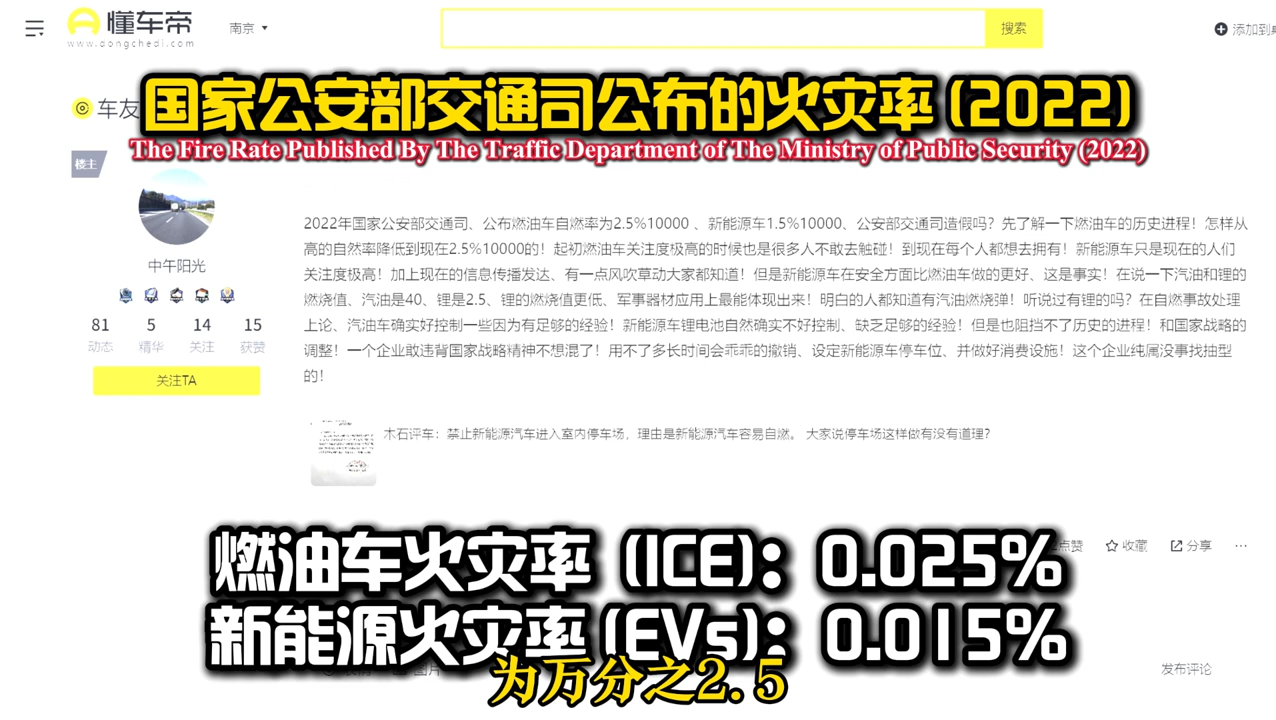 懂车帝
www.dongchedi.com
南京
搜索
添加到
国家公安部交通司公布的火灾率(2022)
车友
The Fire Rate Published By The Traffic Department of The Ministry of Public Security (2022)
楼主
中午阳光
81 5 14 15
动态 精华 关注 获赞
关注TA
2022年国家公安部交通司、公布燃油车自燃率为2.5%10000 、新能源车1.5%10000、公安部交通司造假吗？先了解一下燃油车的历史进程！怎样从
高的自然率降低到现在2.5%10000的！起初燃油车关注度极高的时候也是很多人不敢去触碰！到现在每个人都想去拥有！新能源车只是现在的人们
关注度极高！加上现在的信息传播发达、有一点风吹草动大家都知道！但是新能源车在安全方面比燃油车做的更好、这是事实！在说一下汽油和锂的
燃烧值、汽油是40、锂是2.5、锂的燃烧值更低、军事器材应用上最能体现出来！明白的人都知道有汽油燃烧弹！听说过有锂的吗？在自燃事故处理
上论、汽油车确实好控制一些因为有足够的经验！新能源车锂电池自然确实不好控制、缺乏足够的经验！但是也阻挡不了历史的进程！和国家战略的
调整！一个企业敢违背国家战略精神不想混了！用不了多长时间会乖乖的撤销、设定新能源车停车位、并做好消费设施！这个企业纯属没事找抽型
的！
木石评车：禁止新能源汽车进入室内停车场，理由是新能源汽车容易自燃。 大家说停车场这样做有没有道理？
点赞 收藏 分享
燃油车火灾率 (ICE)：0.025%
新能源火灾率 (EVs)：0.015%
图片
发布评论
为万分之2.5